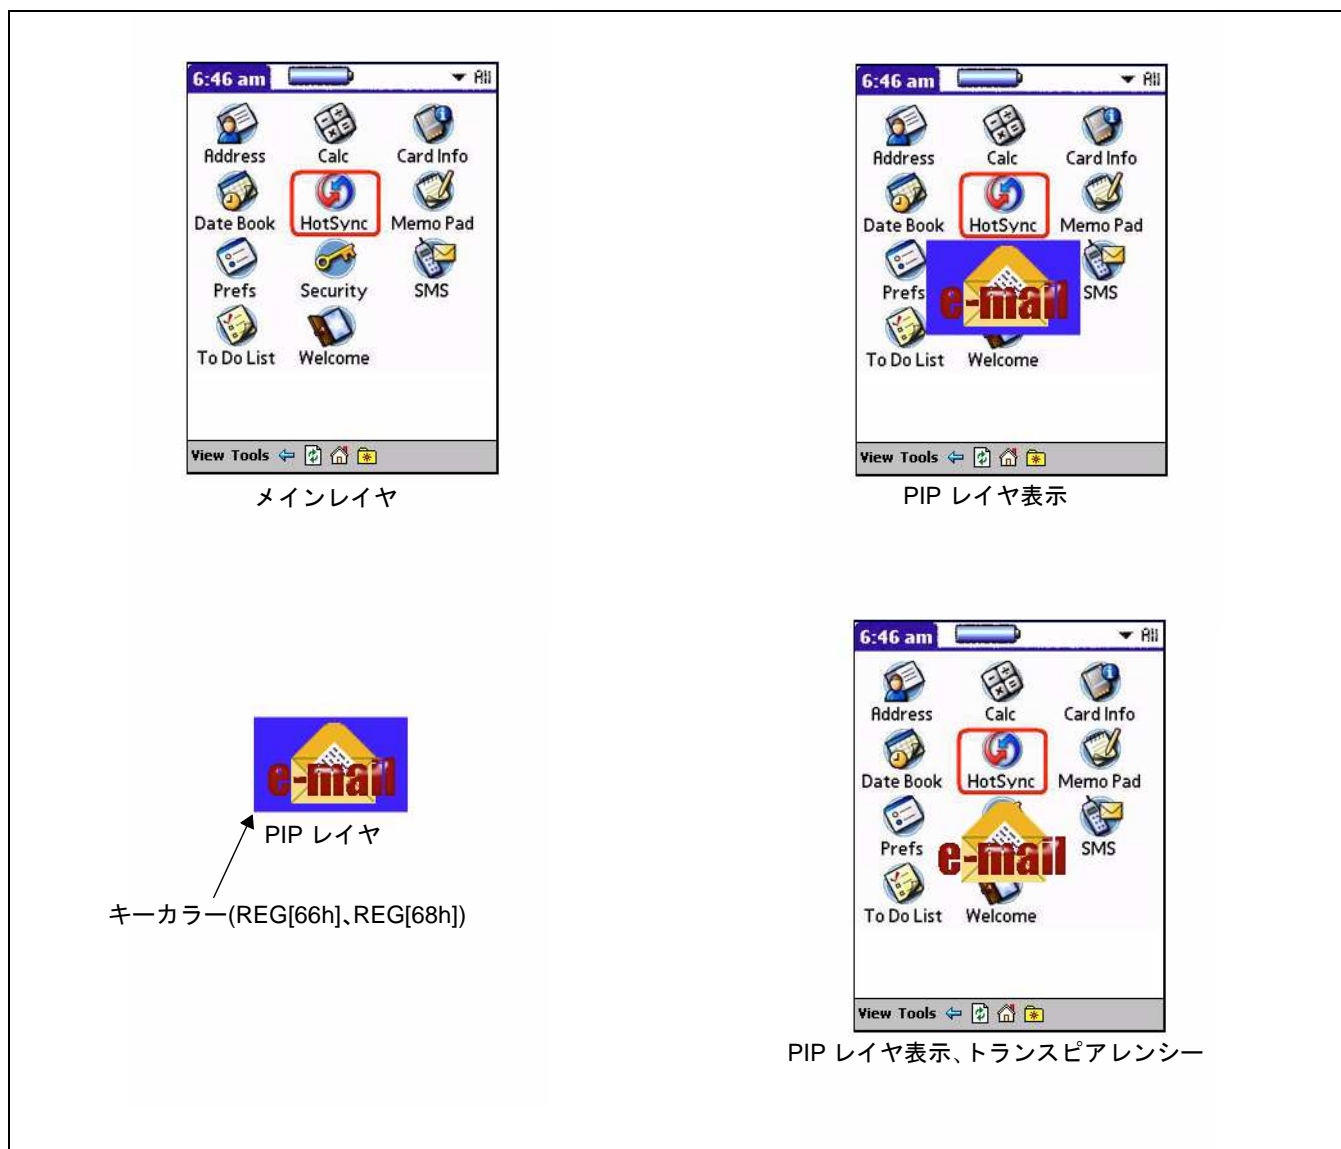 6:46 am All
Address Calc Card Info
Date Book HotSync Memo Pad
Prefs Security SMS
To Do List Welcome
View Tools
メインレイヤ
6:46 am All
Address Calc Card Info
Date Book HotSync Memo Pad
Prefs e-mail SMS
To Do List Welcome
View Tools
PIP レイヤ表示
e-mail
PIP レイヤ
キーカラー(REG[66h]、REG[68h])
6:46 am All
Address Calc Card Info
Date Book HotSync Memo Pad
Prefs e-mail SMS
To Do List Welcome
View Tools
PIP レイヤ表示、トランスピアレンシー